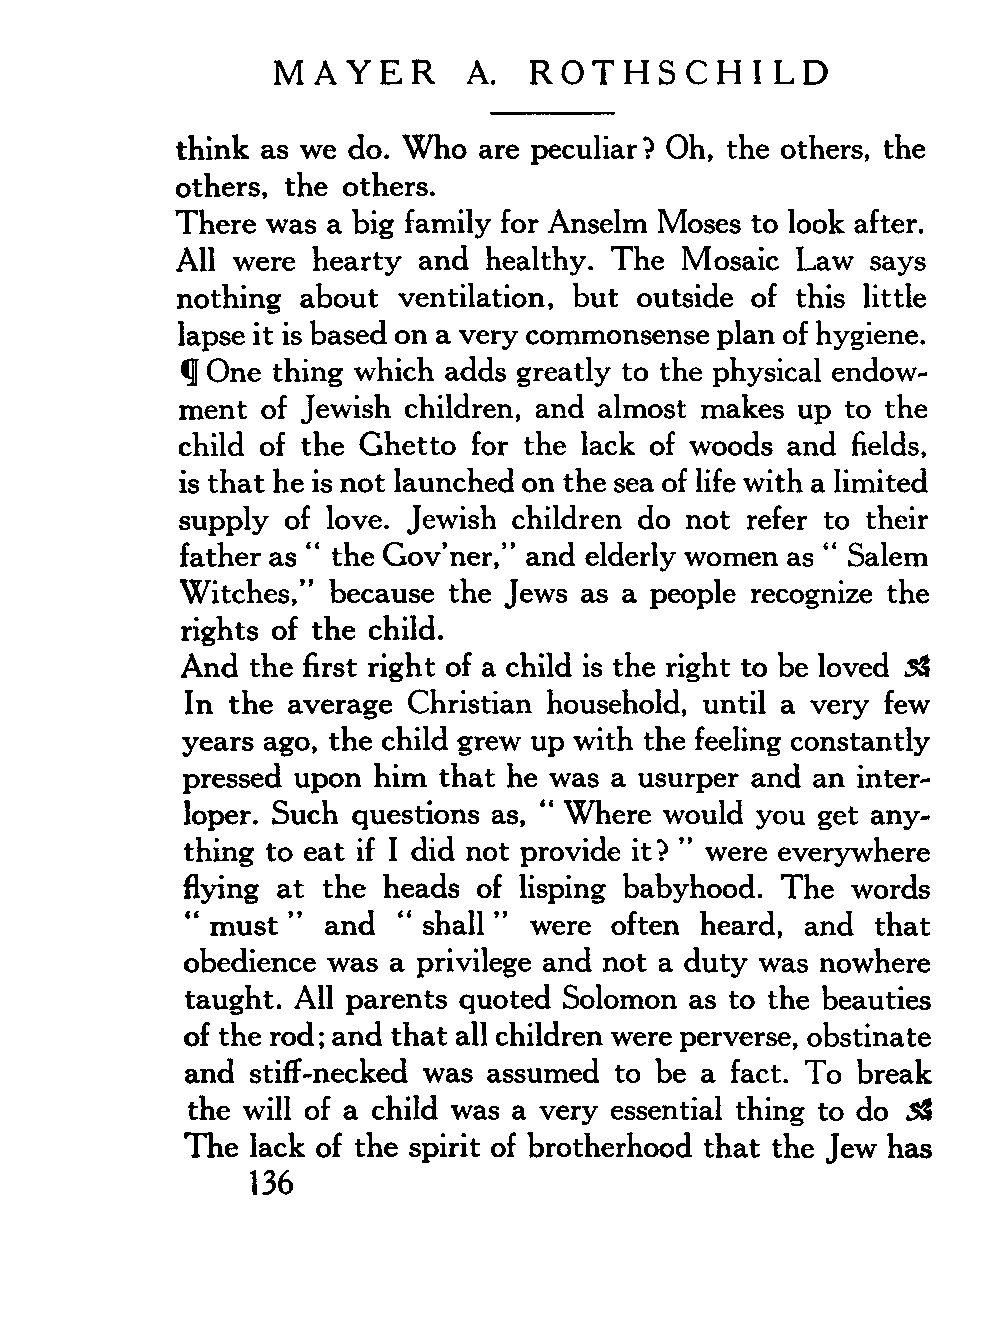 MAYER A. ROTHSCHILD
think as we do. Who are peculiar? Oh, the others, the
others, the others.
There was a big family for Anselm Moses to look after.
All were hearty and healthy. The Mosaic Law says
nothing about ventilation, but outside of this little
lapse it is based on a very commonsense plan of hygiene.
¶ One thing which adds greatly to the physical endow-
ment of Jewish children, and almost makes up to the
child of the Ghetto for the lack of woods and fields,
is that he is not launched on the sea of life with a limited
supply of love. Jewish children do not refer to their
father as “ the Gov’ner,” and elderly women as “ Salem
Witches,” because the Jews as a people recognize the
rights of the child.
And the first right of a child is the right to be loved
In the average Christian household, until a very few
years ago, the child grew up with the feeling constantly
pressed upon him that he was a usurper and an inter-
loper. Such questions as, “ Where would you get any-
thing to eat if I did not provide it? ” were everywhere
flying at the heads of lisping babyhood. The words
“ must ” and “ shall ” were often heard, and that
obedience was a privilege and not a duty was nowhere
taught. All parents quoted Solomon as to the beauties
of the rod; and that all children were perverse, obstinate
and stiff-necked was assumed to be a fact. To break
the will of a child was a very essential thing to do
The lack of the spirit of brotherhood that the Jew has
136